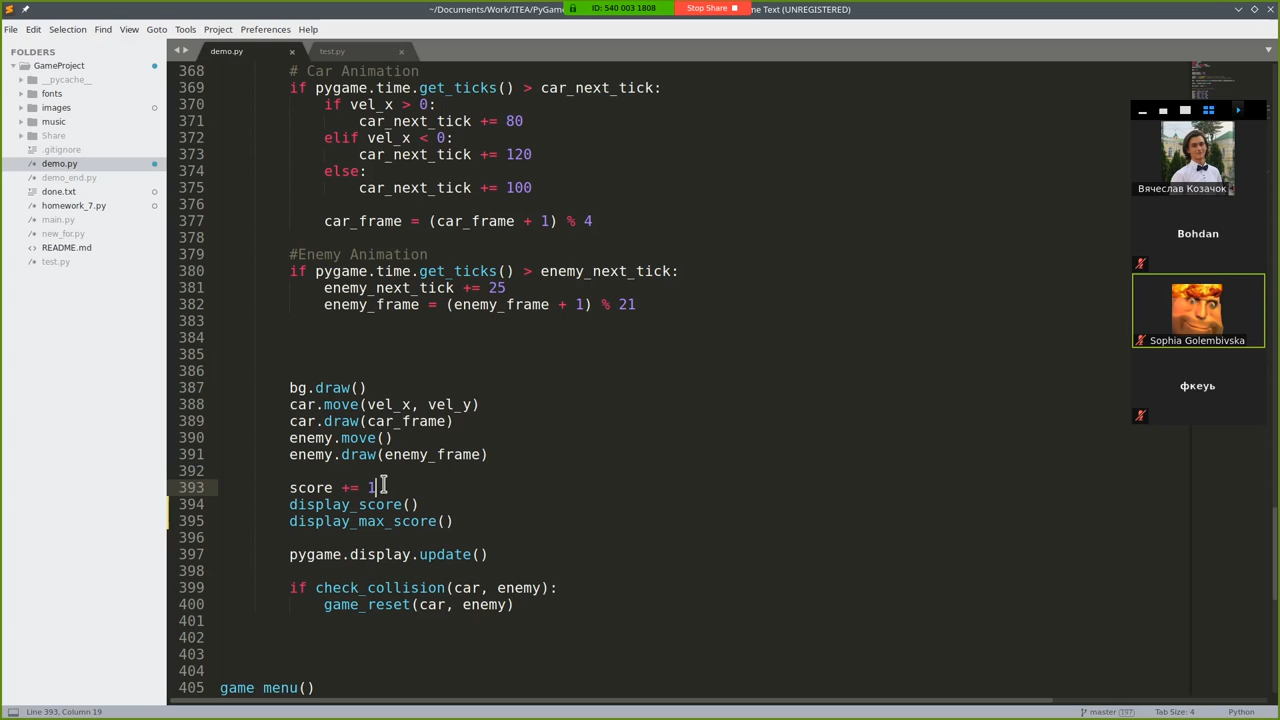 ~/Documents/Work/ITEA/PyGam
ID: 540 003 1808
Stop Share
ne Text (UNREGISTERED)
File Edit Selection Find View Goto Tools Project Preferences Help
FOLDERS
GameProject
__pycache__
fonts
images
music
Share
.gitignore
demo.py
demo_end.py
done.txt
homework_7.py
main.py
new_for.py
README.md
test.py
demo.py
test.py
368 # Car Animation
369 if pygame.time.get_ticks() > car_next_tick:
370 if vel_x > 0:
371 car_next_tick += 80
372 elif vel_x < 0:
373 car_next_tick += 120
374 else:
375 car_next_tick += 100
376
377 car_frame = (car_frame + 1) % 4
378
379 #Enemy Animation
380 if pygame.time.get_ticks() > enemy_next_tick:
381 enemy_next_tick += 25
382 enemy_frame = (enemy_frame + 1) % 21
383
384
385
386
387 bg.draw()
388 car.move(vel_x, vel_y)
389 car.draw(car_frame)
390 enemy.move()
391 enemy.draw(enemy_frame)
392
393 score += 1
394 display_score()
395 display_max_score()
396
397 pygame.display.update()
398
399 if check_collision(car, enemy):
400 game_reset(car, enemy)
401
402
403
404
405 game_menu()
Вячеслав Козачок
Bohdan
Sophia Golembivska
фкеуь
Line 393, Column 19
master 197
Tab Size: 4
Python